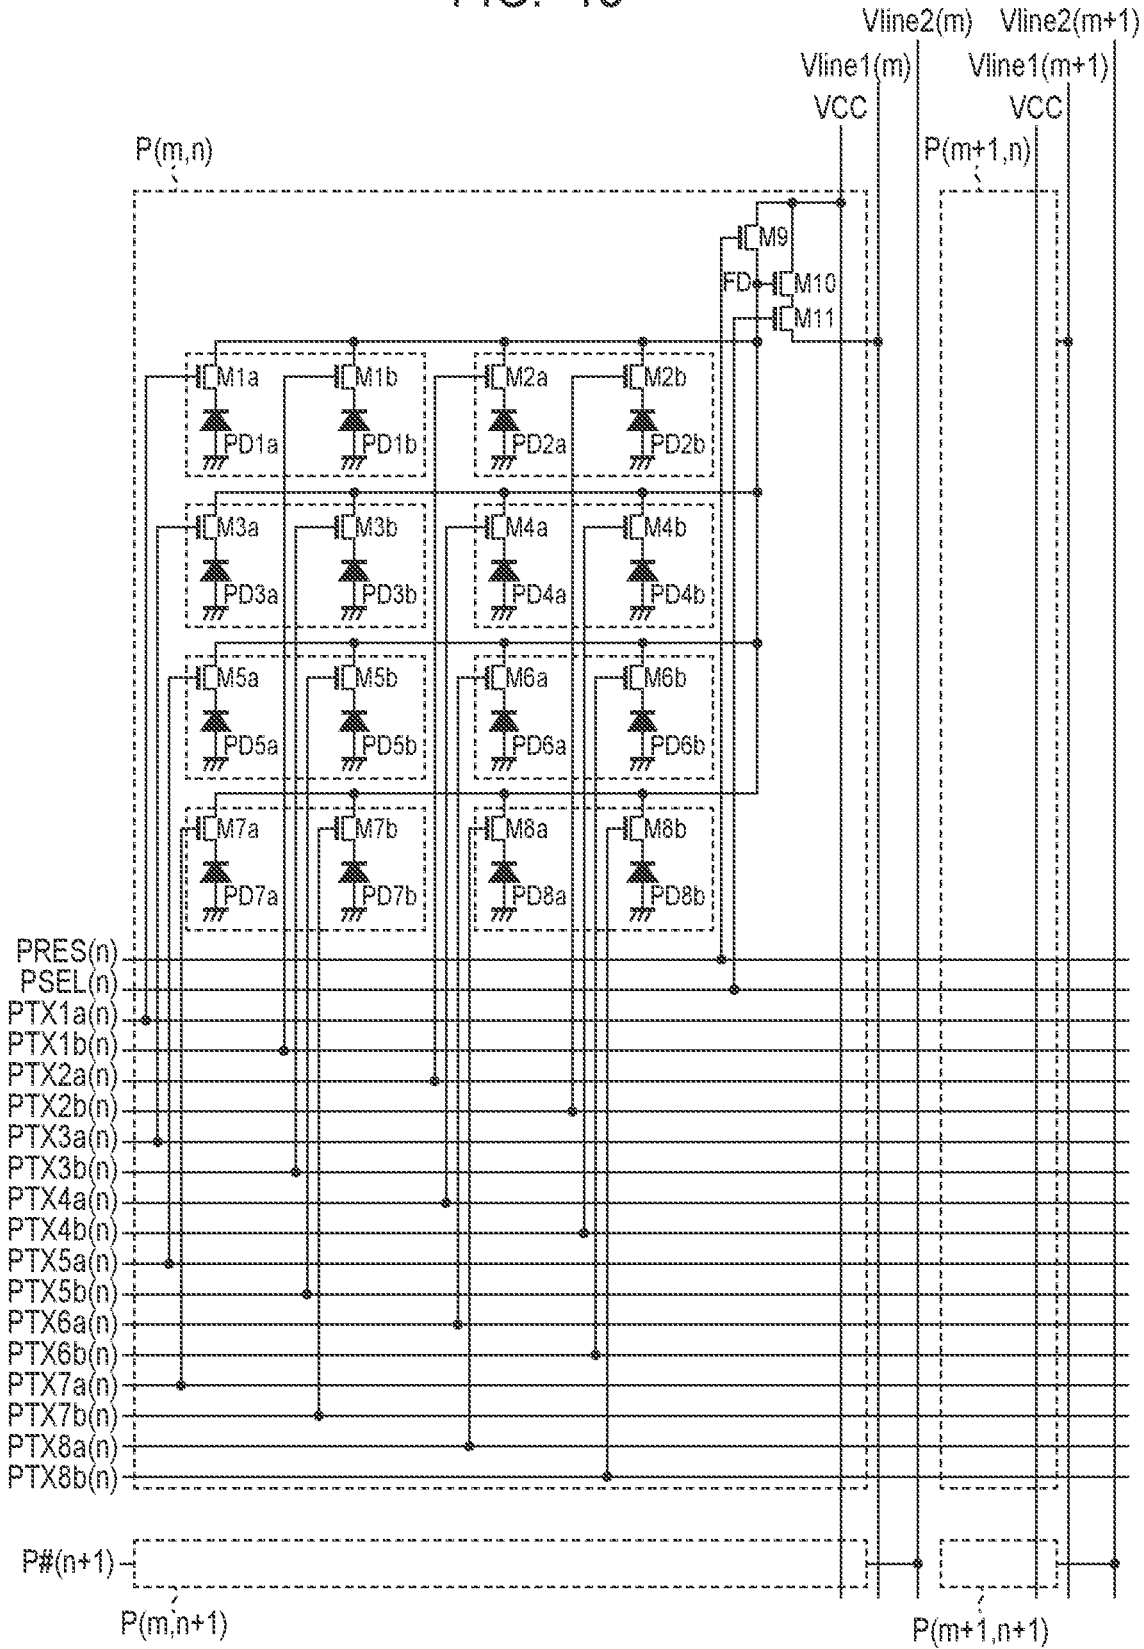 Vline2(m) Vline2(m+1)
Vline1(m) Vline1(m+1)
VCC VCC
P(m,n) P(m+1,n)
M9
FD M10
M11
M1a M1b M2a M2b
PD1a PD1b PD2a PD2b
M3a M3b M4a M4b
PD3a PD3b PD4a PD4b
M5a M5b M6a M6b
PD5a PD5b PD6a PD6b
M7a M7b M8a M8b
PD7a PD7b PD8a PD8b
PRES(n)
PSEL(n)
PTX1a(n)
PTX1b(n)
PTX2a(n)
PTX2b(n)
PTX3a(n)
PTX3b(n)
PTX4a(n)
PTX4b(n)
PTX5a(n)
PTX5b(n)
PTX6a(n)
PTX6b(n)
PTX7a(n)
PTX7b(n)
PTX8a(n)
PTX8b(n)
P#(n+1)
P(m,n+1) P(m+1,n+1)